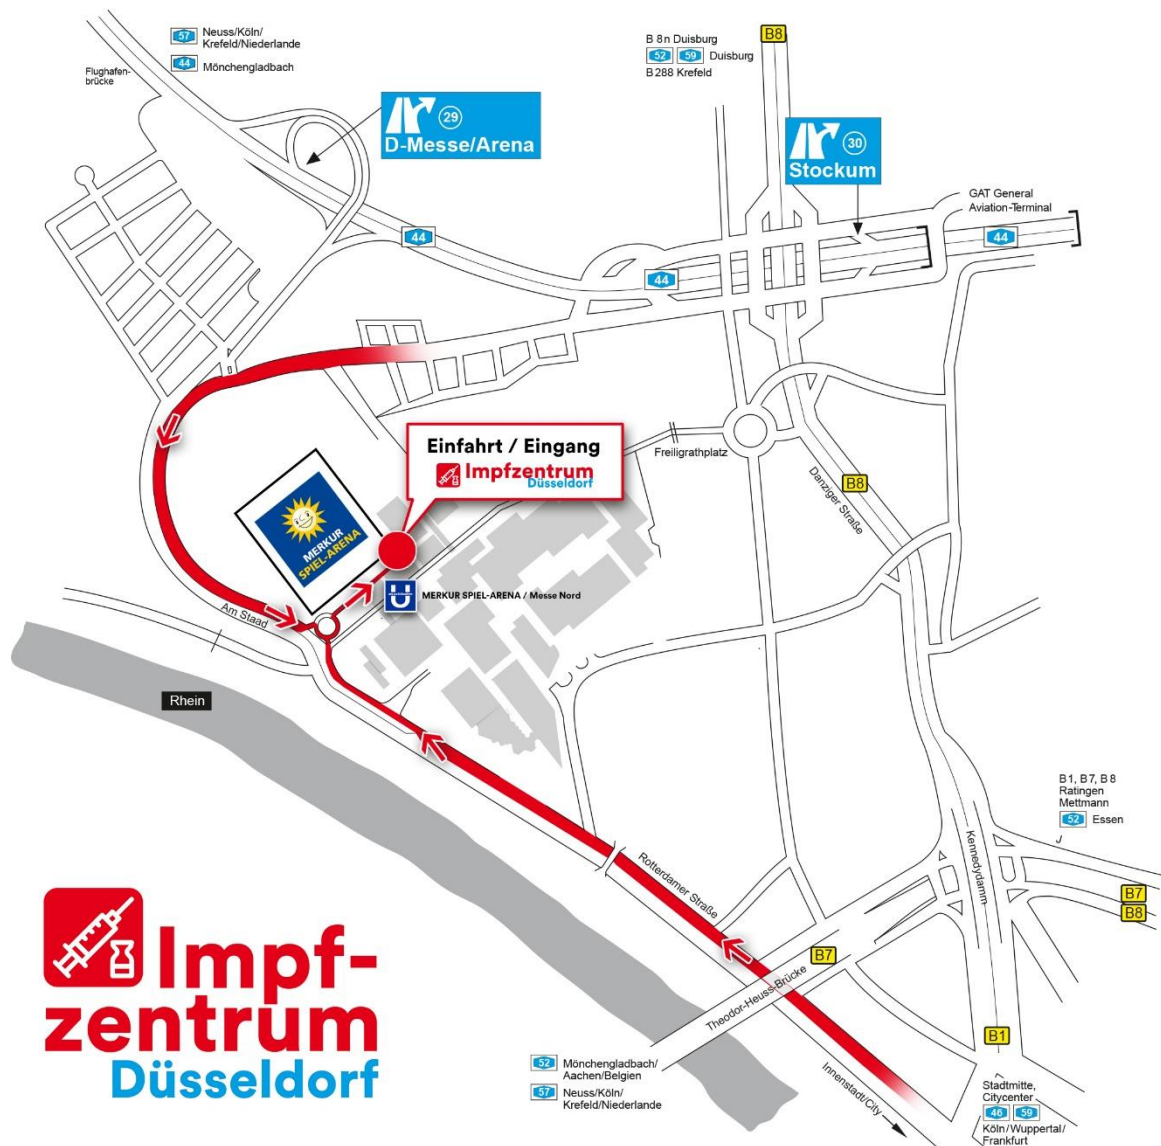 57 Neuss/Köln/
Krefeld/Niederlande
44 Mönchengladbach
Flughafen-
brücke
29
D-Messe/Arena
B 8n Duisburg
52 59 Duisburg
B 288 Krefeld
B8
30
Stockum
GAT General
Aviation-Terminal
44
44
44
Einfahrt / Eingang
Impfzentrum
Düsseldorf
Freiligrathplatz
B8
Danziger Straße
MERKUR
SPIEL-ARENA
U
MERKUR SPIEL-ARENA / Messe Nord
Am Staad
Rhein
B1, B7, B8
Ratingen
Mettmann
52 Essen
Kennedydamm
Rotterdamer Straße
B7
B8
B7
Theodor-Heuss-Brücke
Impf-
zentrum
Düsseldorf
B1
52 Mönchengladbach/
Aachen/Belgien
57 Neuss/Köln/
Krefeld/Niederlande
Innenstadt/City
Stadtmitte,
Citycenter
46 59
Köln/Wuppertal/
Frankfurt